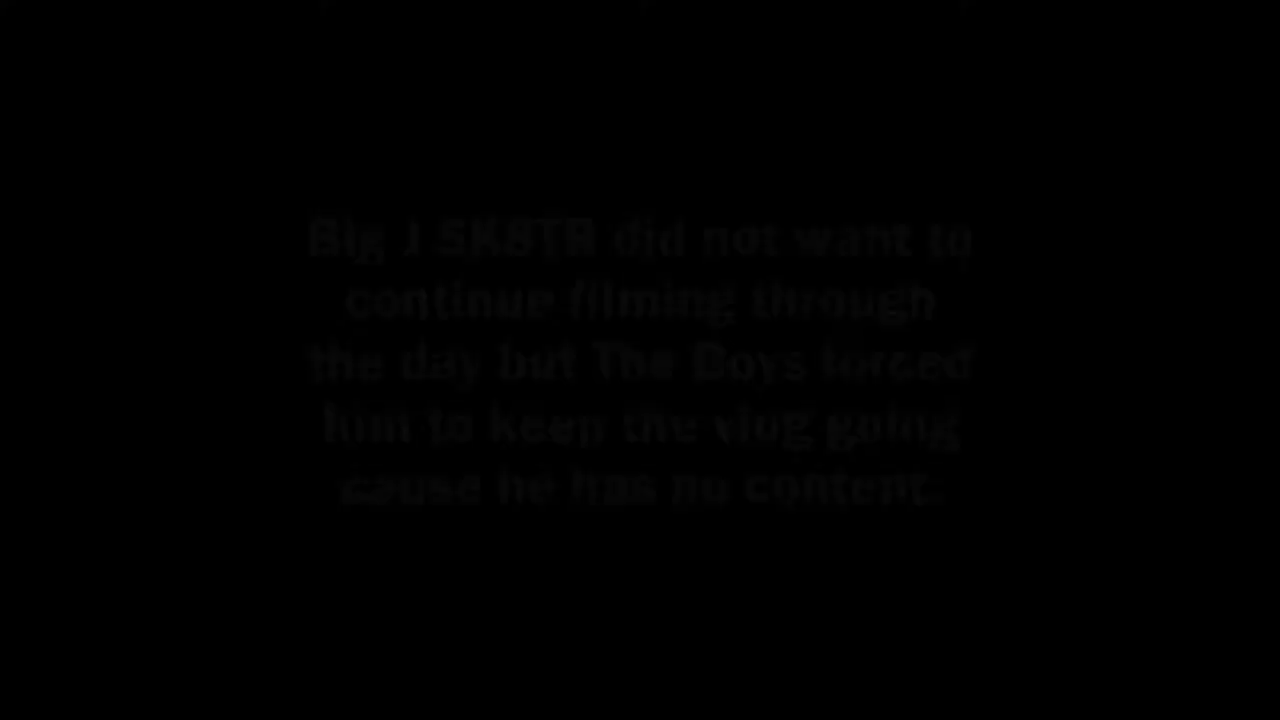 Big J SK8TR did not want to
continue filming through
the day but The Boys forced
him to keep the vlog going
cause he has no content.